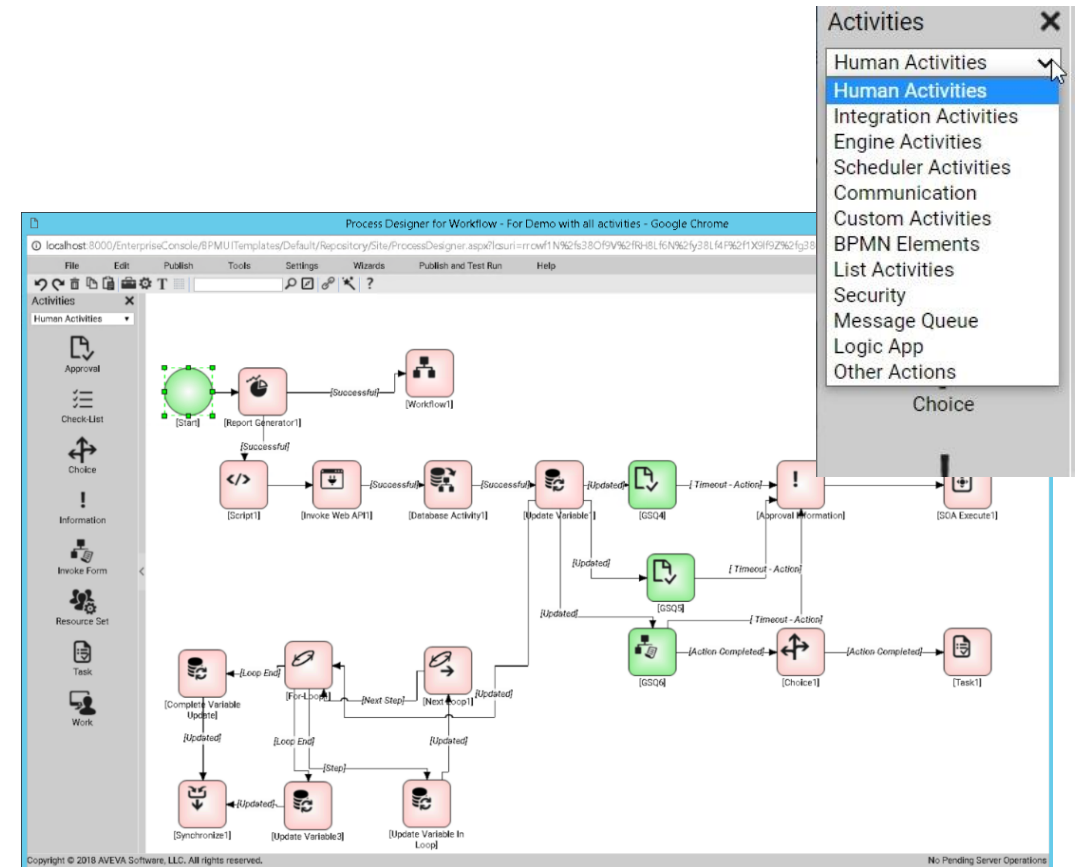 Activities
Human Activities
Human Activities
Integration Activities
Engine Activities
Scheduler Activities
Communication
Custom Activities
BPMN Elements
List Activities
Security
Message Queue
Logic App
Other Actions
Choice
Process Designer for Workflow - For Demo with all activities - Google Chrome
File Edit Publish Tools Settings Wizards Publish and Test Run Help
Activities
Human Activities
Approval
Check-List
Choice
Information
Invoke Form
Resource Set
Task
Work
[Start]
[Report Generator1]
[Successful]
[Workflow1]
[Successful]
[Script1]
[Invoke Web API1]
[Successful]
[Database Activity1]
[Successful]
[Update Variable1]
[Updated]
[GSQ4]
[ Timeout - Action]
[Approval Information]
[SOA Execute1]
[Updated]
[GSQ5]
[ Timeout - Action]
[Updated]
[GSQ6]
[ Timeout - Action]
[Action Completed]
[Choice1]
[Action Completed]
[Task1]
[Complete Variable
Update]
[Loop End]
[For-Loop1]
[Next Step]
[Next Loop1]
[Updated]
[Updated]
[Loop End]
[Step]
[Updated]
[Synchronize1]
[Updated]
[Update Variable3]
[Update Variable In
Loop]
Copyright © 2018 AVEVA Software, LLC. All rights reserved.
No Pending Server Operations